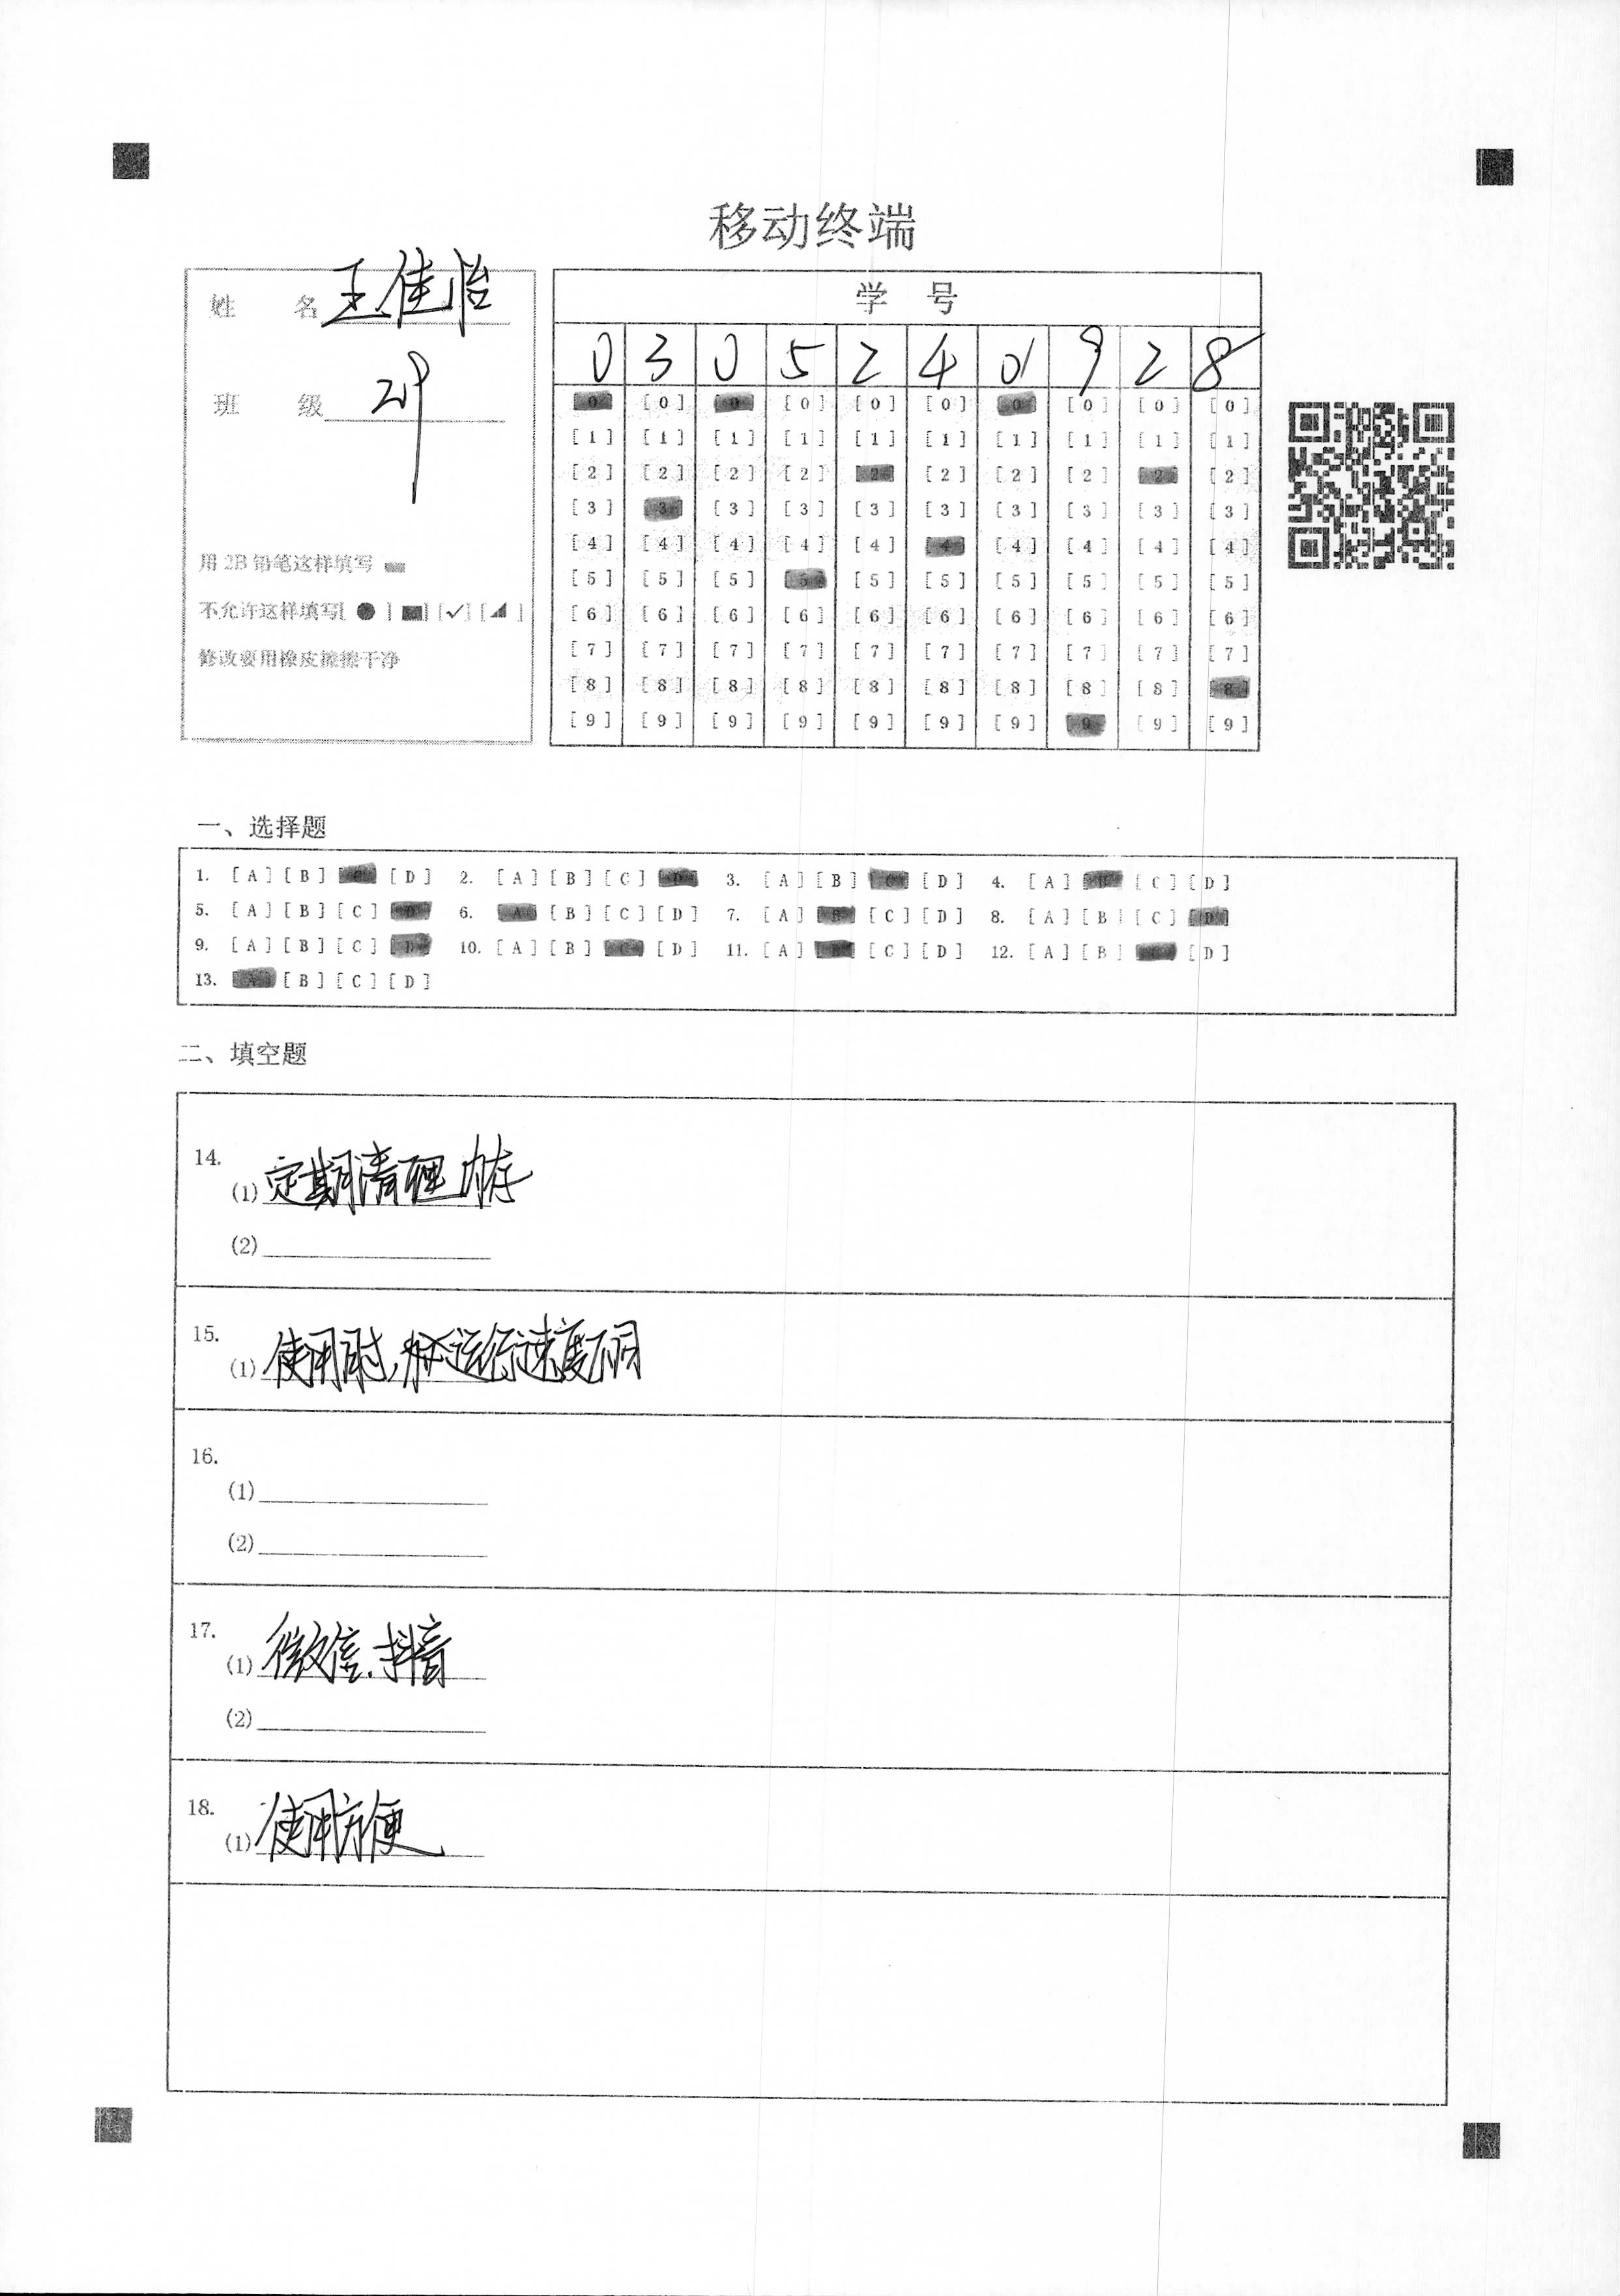 移动终端
姓 名 王佳怡
班 级 29
用 2B 铅笔这样填写
不允许这样填写[ ● ] [■] [✓] [◢ ]
修改要用橡皮擦擦干净
学 号
0 3 0 5 2 4 0 9 2 8
[0] [0] [0] [0] [0] [0] [0] [0] [0] [0]
[1] [1] [1] [1] [1] [1] [1] [1] [1] [1]
[2] [2] [2] [2] [2] [2] [2] [2] [2] [2]
[3] [3] [3] [3] [3] [3] [3] [3] [3] [3]
[4] [4] [4] [4] [4] [4] [4] [4] [4] [4]
[5] [5] [5] [5] [5] [5] [5] [5] [5] [5]
[6] [6] [6] [6] [6] [6] [6] [6] [6] [6]
[7] [7] [7] [7] [7] [7] [7] [7] [7] [7]
[8] [8] [8] [8] [8] [8] [8] [8] [8] [8]
[9] [9] [9] [9] [9] [9] [9] [9] [9] [9]
一、选择题
1. [A] [B] [C] [D] 2. [A] [B] [C] [D] 3. [A] [B] [C] [D] 4. [A] [B] [C] [D]
5. [A] [B] [C] [D] 6. [A] [B] [C] [D] 7. [A] [B] [C] [D] 8. [A] [B] [C] [D]
9. [A] [B] [C] [D] 10. [A] [B] [C] [D] 11. [A] [B] [C] [D] 12. [A] [B] [C] [D]
13. [A] [B] [C] [D]
二、填空题
14.
(1) 定期清理内存
(2)
15.
(1) 使用时,运行速度不同
16.
(1)
(2)
17.
(1) 微信.抖音
(2)
18.
(1) 使用方便